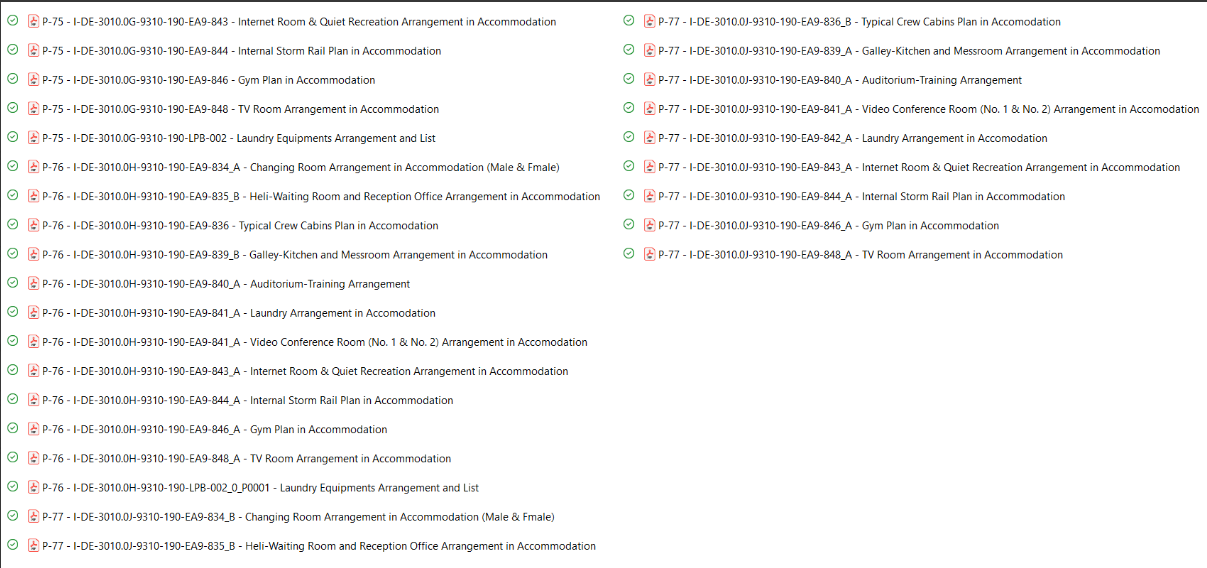 P-75 - I-DE-3010.0G-9310-190-EA9-843 - Internet Room & Quiet Recreation Arrangement in Accommodation
P-75 - I-DE-3010.0G-9310-190-EA9-844 - Internal Storm Rail Plan in Accommodation
P-75 - I-DE-3010.0G-9310-190-EA9-846 - Gym Plan in Accommodation
P-75 - I-DE-3010.0G-9310-190-EA9-848 - TV Room Arrangement in Accommodation
P-75 - I-DE-3010.0G-9310-190-LPB-002 - Laundry Equipments Arrangement and List
P-76 - I-DE-3010.0H-9310-190-EA9-834_A - Changing Room Arrangement in Accommodation (Male & Fmale)
P-76 - I-DE-3010.0H-9310-190-EA9-835_B - Heli-Waiting Room and Reception Office Arrangement in Accommodation
P-76 - I-DE-3010.0H-9310-190-EA9-836 - Typical Crew Cabins Plan in Accomodation
P-76 - I-DE-3010.0H-9310-190-EA9-839_B - Galley-Kitchen and Messroom Arrangement in Accommodation
P-76 - I-DE-3010.0H-9310-190-EA9-840_A - Auditorium-Training Arrangement
P-76 - I-DE-3010.0H-9310-190-EA9-841_A - Laundry Arrangement in Accomodation
P-76 - I-DE-3010.0H-9310-190-EA9-841_A - Video Conference Room (No. 1 & No. 2) Arrangement in Accomodation
P-76 - I-DE-3010.0H-9310-190-EA9-843_A - Internet Room & Quiet Recreation Arrangement in Accommodation
P-76 - I-DE-3010.0H-9310-190-EA9-844_A - Internal Storm Rail Plan in Accommodation
P-76 - I-DE-3010.0H-9310-190-EA9-846_A - Gym Plan in Accommodation
P-76 - I-DE-3010.0H-9310-190-EA9-848_A - TV Room Arrangement in Accommodation
P-76 - I-DE-3010.0H-9310-190-LPB-002_0_P0001 - Laundry Equipments Arrangement and List
P-77 - I-DE-3010.0J-9310-190-EA9-834_B - Changing Room Arrangement in Accommodation (Male & Fmale)
P-77 - I-DE-3010.0J-9310-190-EA9-835_B - Heli-Waiting Room and Reception Office Arrangement in Accommodation
P-77 - I-DE-3010.0J-9310-190-EA9-836_B - Typical Crew Cabins Plan in Accomodation
P-77 - I-DE-3010.0J-9310-190-EA9-839_A - Galley-Kitchen and Messroom Arrangement in Accommodation
P-77 - I-DE-3010.0J-9310-190-EA9-840_A - Auditorium-Training Arrangement
P-77 - I-DE-3010.0J-9310-190-EA9-841_A - Video Conference Room (No. 1 & No. 2) Arrangement in Accomodation
P-77 - I-DE-3010.0J-9310-190-EA9-842_A - Laundry Arrangement in Accomodation
P-77 - I-DE-3010.0J-9310-190-EA9-843_A - Internet Room & Quiet Recreation Arrangement in Accommodation
P-77 - I-DE-3010.0J-9310-190-EA9-844_A - Internal Storm Rail Plan in Accommodation
P-77 - I-DE-3010.0J-9310-190-EA9-846_A - Gym Plan in Accommodation
P-77 - I-DE-3010.0J-9310-190-EA9-848_A - TV Room Arrangement in Accommodation